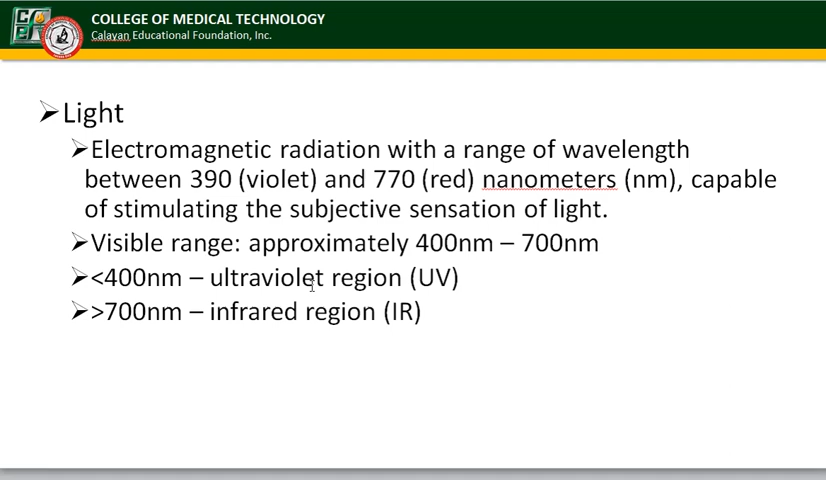 COLLEGE OF MEDICAL TECHNOLOGY
Calayan Educational Foundation, Inc.
Light
Electromagnetic radiation with a range of wavelength
between 390 (violet) and 770 (red) nanometers (nm), capable
of stimulating the subjective sensation of light.
Visible range: approximately 400nm – 700nm
<400nm – ultraviolet region (UV)
>700nm – infrared region (IR)